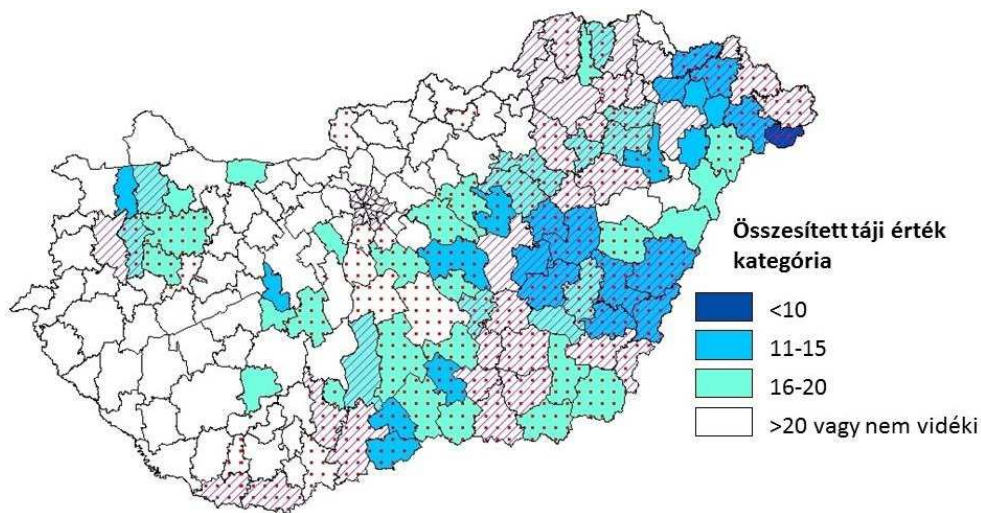 Összesített táji érték
kategória
<10
11-15
16-20
>20 vagy nem vidéki